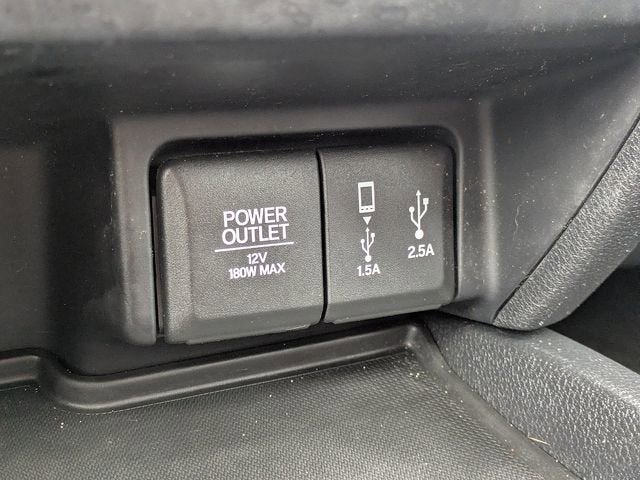 POWER
OUTLET
12V
180W MAX
1.5A
2.5A